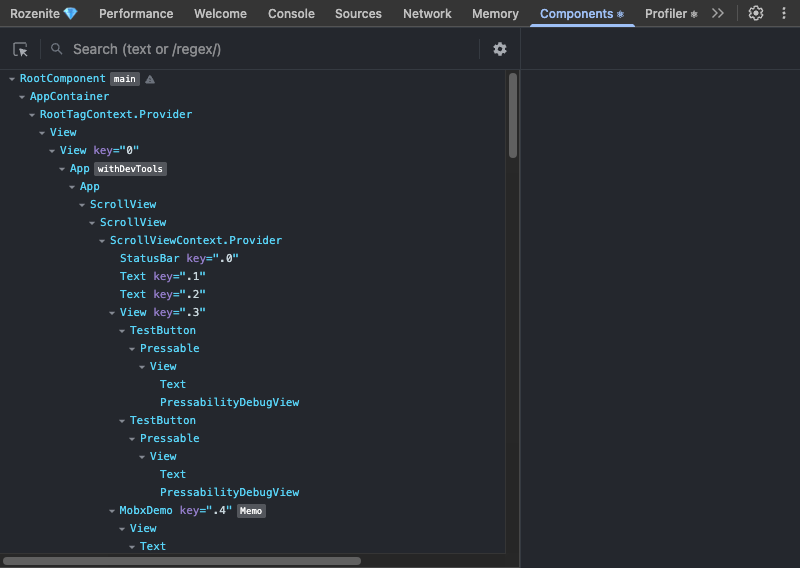 Rozenite 💎 Performance Welcome Console Sources Network Memory Components ⚛ Profiler ⚛
Search (text or /regex/)
RootComponent main
AppContainer
RootTagContext.Provider
View
View key="0"
App withDevTools
App
ScrollView
ScrollView
ScrollViewContext.Provider
StatusBar key=".0"
Text key=".1"
Text key=".2"
View key=".3"
TestButton
Pressable
View
Text
PressabilityDebugView
TestButton
Pressable
View
Text
PressabilityDebugView
MobxDemo key=".4" Memo
View
Text